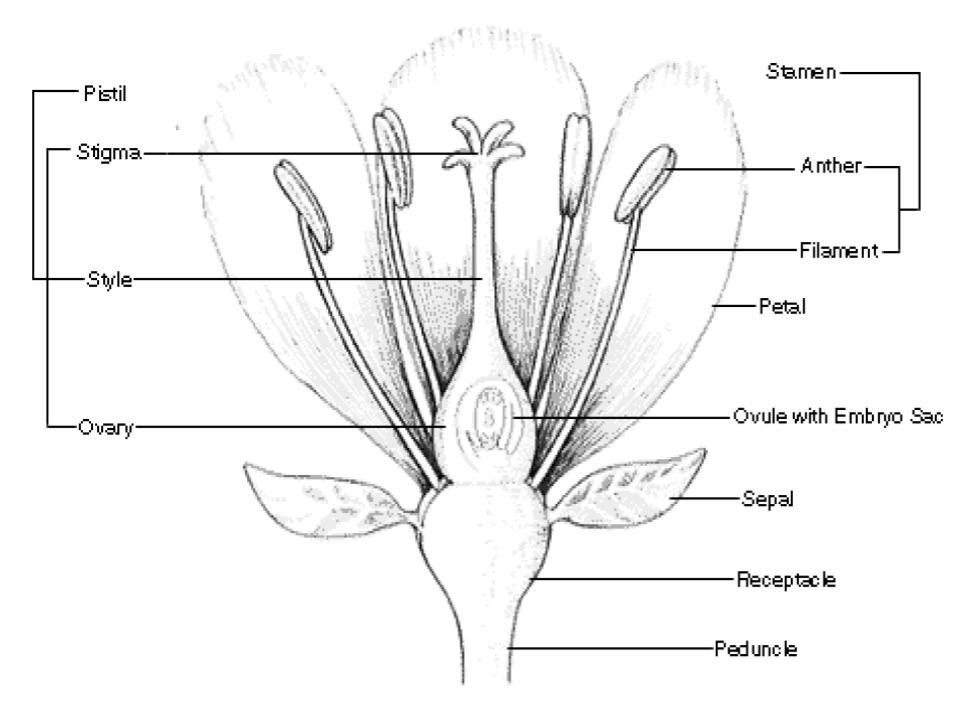 Stamen
Pistil
Stigma
Anther
Filament
Style
Petal
Ovary
Ovule with Embryo Sac
Sepal
Receptacle
Peduncle